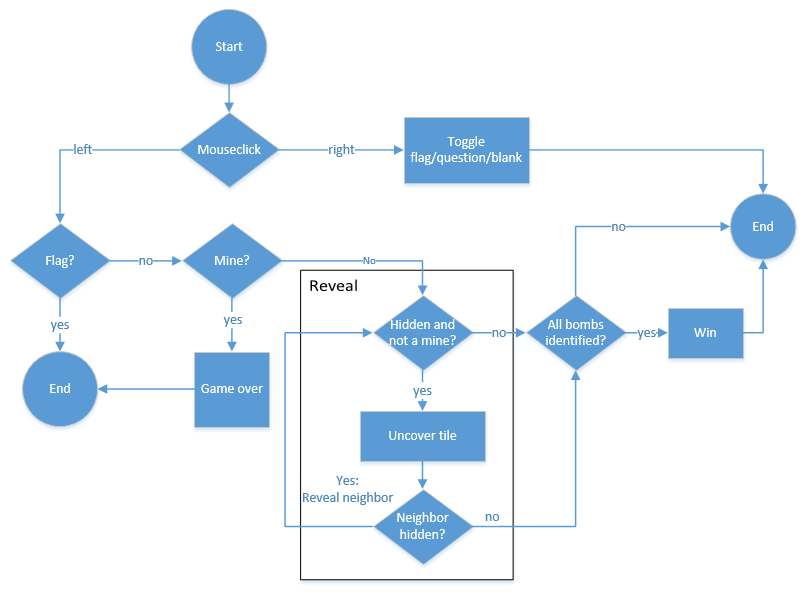 Start
Mouseclick
left
right
Toggle
flag/question/blank
End
Flag?
no
Mine?
No
no
yes
yes
Reveal
Hidden and
not a mine?
no
All bombs
identified?
yes
Win
End
Game over
yes
Uncover tile
Yes:
Reveal neighbor
Neighbor
hidden?
no